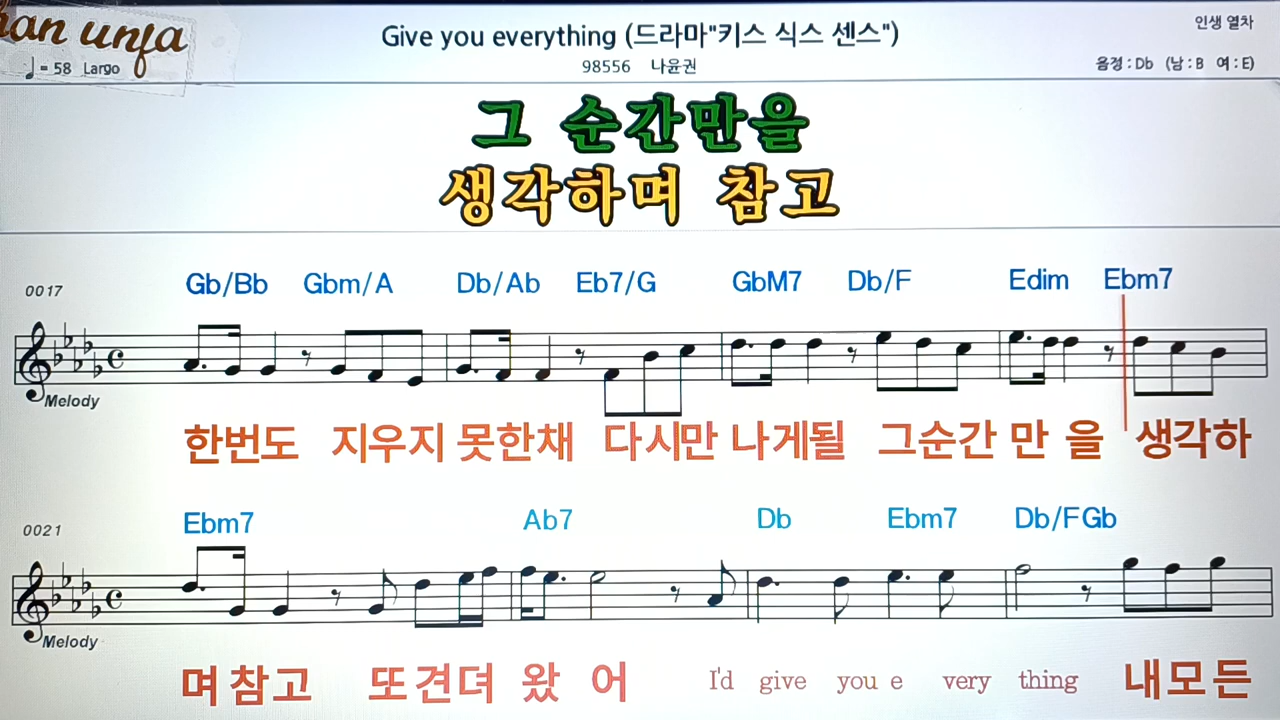 Give you everything (드라마"키스 식스 센스")
인생 열차
♩= 58 Largo
98556 나윤권
음정 : Db (남 : B 여 : E)
그 순간만을
생각하며 참고
Gb/Bb Gbm/A Db/Ab Eb7/G GbM7 Db/F Edim Ebm7
0017
Melody
한번도 지우지 못한채 다시만 나게될 그순간 만 을 생각하
Ebm7 Ab7 Db Ebm7 Db/F Gb
0021
Melody
며 참고 또 견뎌 왔 어 I'd give you e very thing 내모든